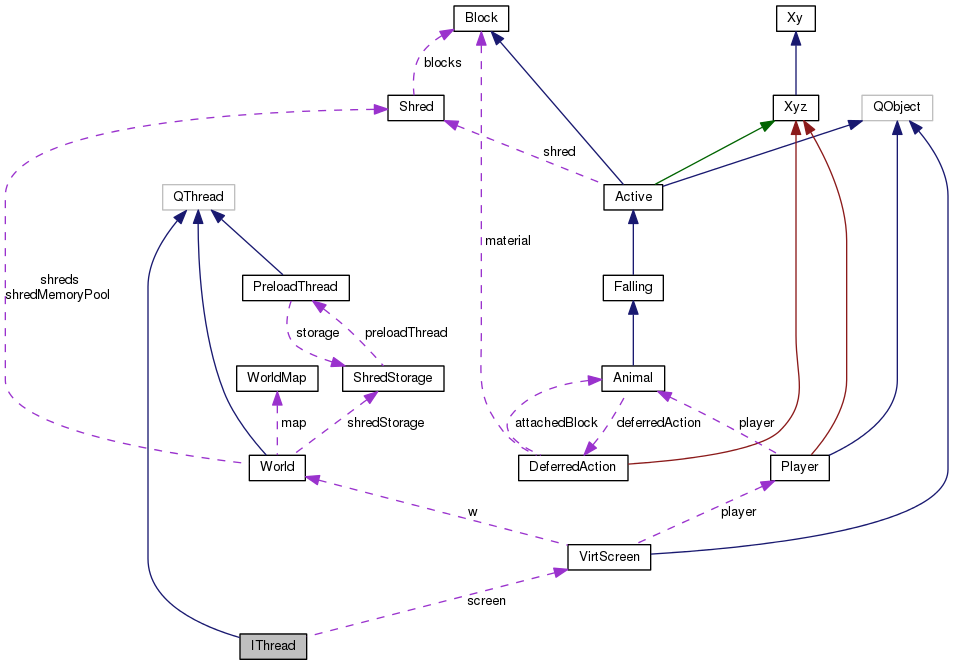 Block
Xy
blocks
Shred
Xyz
QObject
shred
QThread
Active
material
shreds
shredMemoryPool
PreloadThread
Falling
storage
preloadThread
WorldMap
ShredStorage
Animal
map
shredStorage
attachedBlock
deferredAction
player
World
DeferredAction
Player
w
player
VirtScreen
screen
IThread